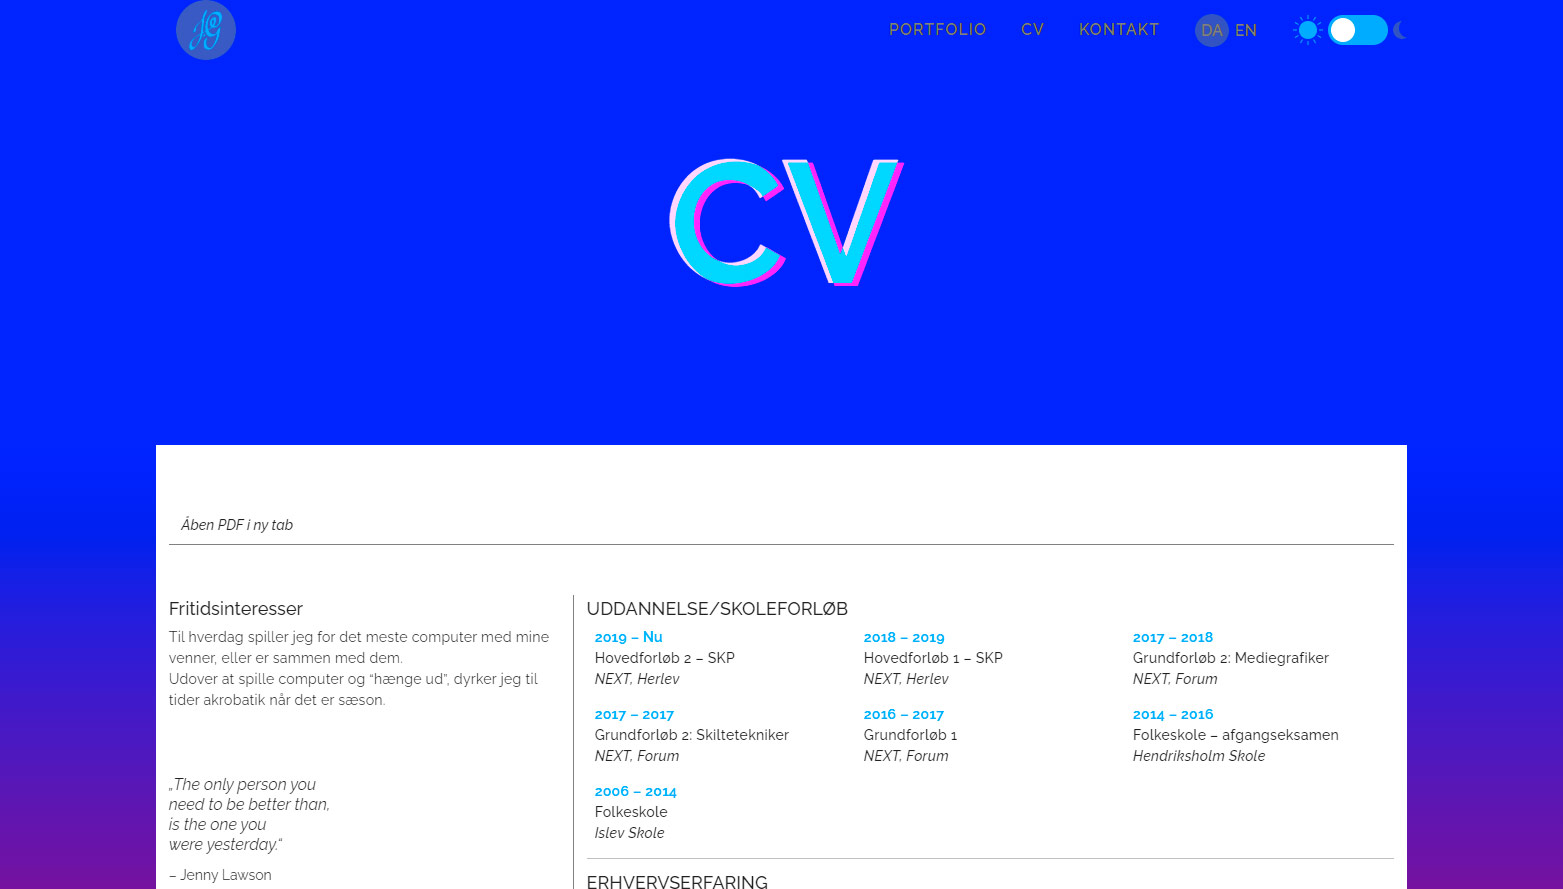 JG
PORTFOLIO CV KONTAKT DA EN
CV
Åben PDF i ny tab
Fritidsinteresser
Til hverdag spiller jeg for det meste computer med mine
venner, eller er sammen med dem.
Udover at spille computer og “hænge ud”, dyrker jeg til
tider akrobatik når det er sæson.
„The only person you
need to be better than,
is the one you
were yesterday.“
– Jenny Lawson
UDDANNELSE/SKOLEFORLØB
2019 – Nu
Hovedforløb 2 – SKP
NEXT, Herlev
2018 – 2019
Hovedforløb 1 – SKP
NEXT, Herlev
2017 – 2018
Grundforløb 2: Mediegrafiker
NEXT, Forum
2017 – 2017
Grundforløb 2: Skiltetekniker
NEXT, Forum
2016 – 2017
Grundforløb 1
NEXT, Forum
2014 – 2016
Folkeskole – afgangseksamen
Hendriksholm Skole
2006 – 2014
Folkeskole
Islev Skole
ERHVERVSERFARING